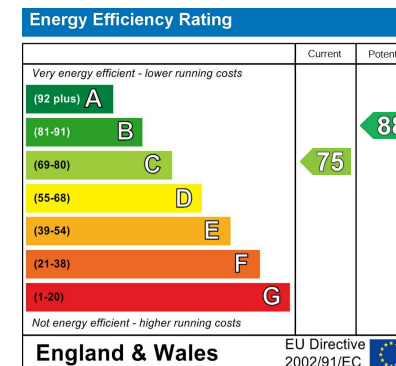 Energy Efficiency Rating
Current Potent
Very energy efficient - lower running costs
(92 plus) A
(81-91) B 88
(69-80) C 75
(55-68) D
(39-54) E
(21-38) F
(1-20) G
Not energy efficient - higher running costs
England & Wales
EU Directive
2002/91/EC